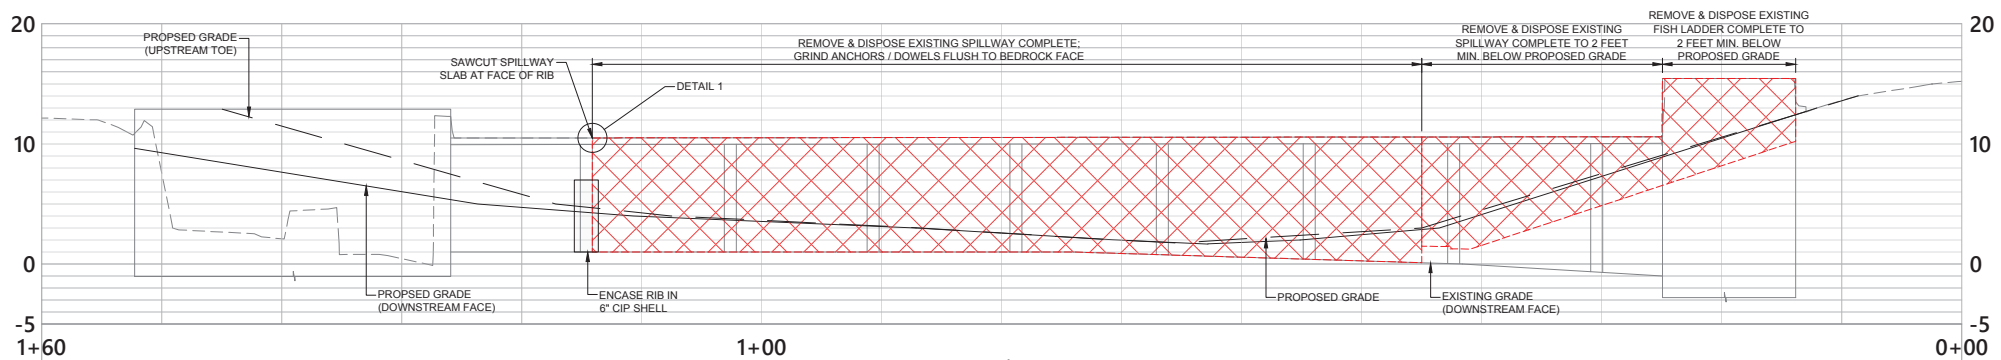 20
20
PROPSED GRADE
(UPSTREAM TOE)
REMOVE & DISPOSE EXISTING SPILLWAY COMPLETE;
GRIND ANCHORS / DOWELS FLUSH TO BEDROCK FACE
REMOVE & DISPOSE EXISTING
SPILLWAY COMPLETE TO 2 FEET
MIN. BELOW PROPOSED GRADE
REMOVE & DISPOSE EXISTING
FISH LADDER COMPLETE TO
2 FEET MIN. BELOW
PROPOSED GRADE
SAWCUT SPILLWAY
SLAB AT FACE OF RIB
DETAIL 1
10
10
0
0
PROPSED GRADE
(DOWNSTREAM FACE)
ENCASE RIB IN
6" CIP SHELL
PROPOSED GRADE
EXISTING GRADE
(DOWNSTREAM FACE)
-5
-5
1+60
1+00
0+00